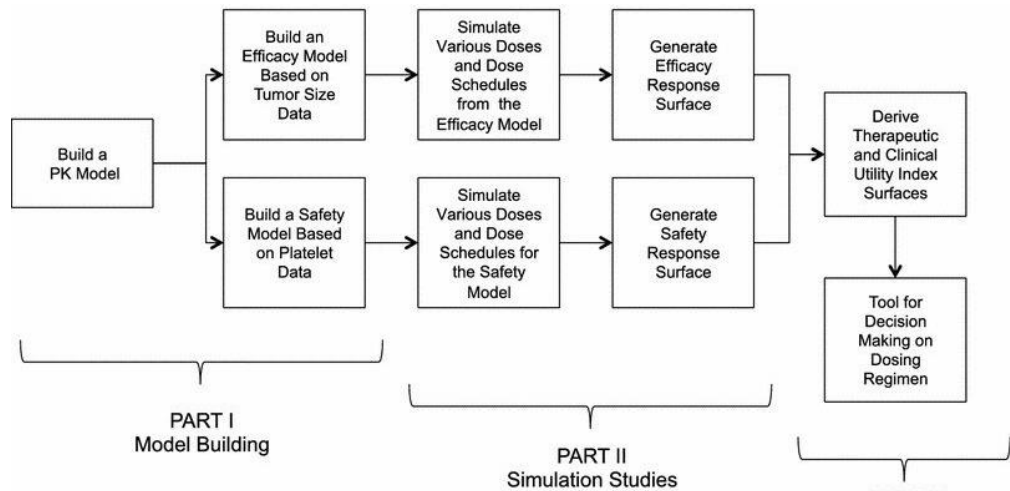 Build a
PK Model
Build an
Efficacy Model
Based on
Tumor Size
Data
Simulate
Various Doses
and Dose
Schedules
from the
Efficacy Model
Generate
Efficacy
Response
Surface
Build a Safety
Model Based
on Platelet
Data
Simulate
Various Doses
and Dose
Schedules for
the Safety
Model
Generate
Safety
Response
Surface
Derive
Therapeutic
and Clinical
Utility Index
Surfaces
Tool for
Decision
Making on
Dosing
Regimen
PART I
Model Building
PART II
Simulation Studies